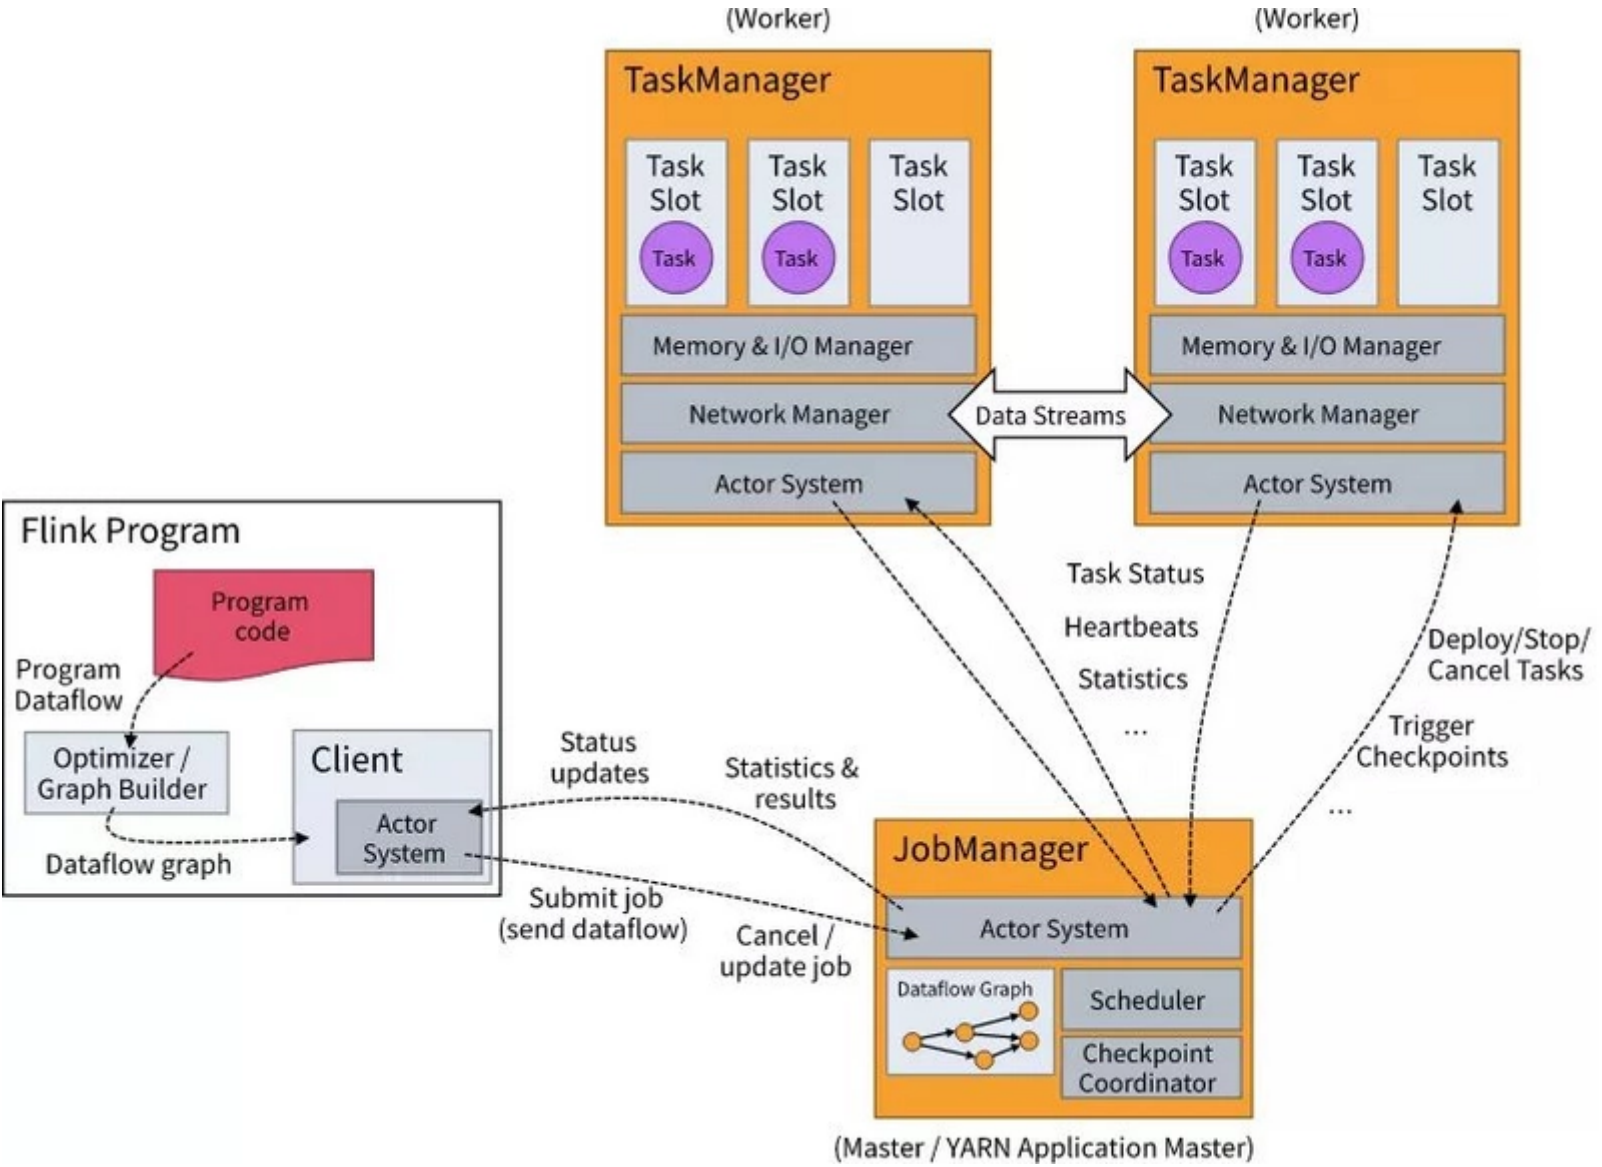 (Worker)
(Worker)
TaskManager
TaskManager
Task
Slot
Task
Task
Slot
Task
Task
Slot
Task
Slot
Task
Task
Slot
Task
Task
Slot
Memory & I/O Manager
Memory & I/O Manager
Network Manager
Data Streams
Network Manager
Actor System
Actor System
Flink Program
Program
code
Program
Dataflow
Optimizer /
Graph Builder
Dataflow graph
Client
Actor
System
Status
updates
Statistics &
results
Submit job
(send dataflow)
Cancel /
update job
Task Status
Heartbeats
Statistics
...
Deploy/Stop/
Cancel Tasks
Trigger
Checkpoints
...
JobManager
Actor System
Dataflow Graph
Scheduler
Checkpoint
Coordinator
(Master / YARN Application Master)